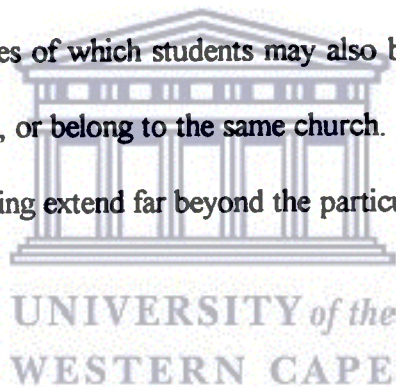 es of which students may also b
, or belong to the same church.
ing extend far beyond the particu
UNIVERSITY of the
WESTERN CAPE